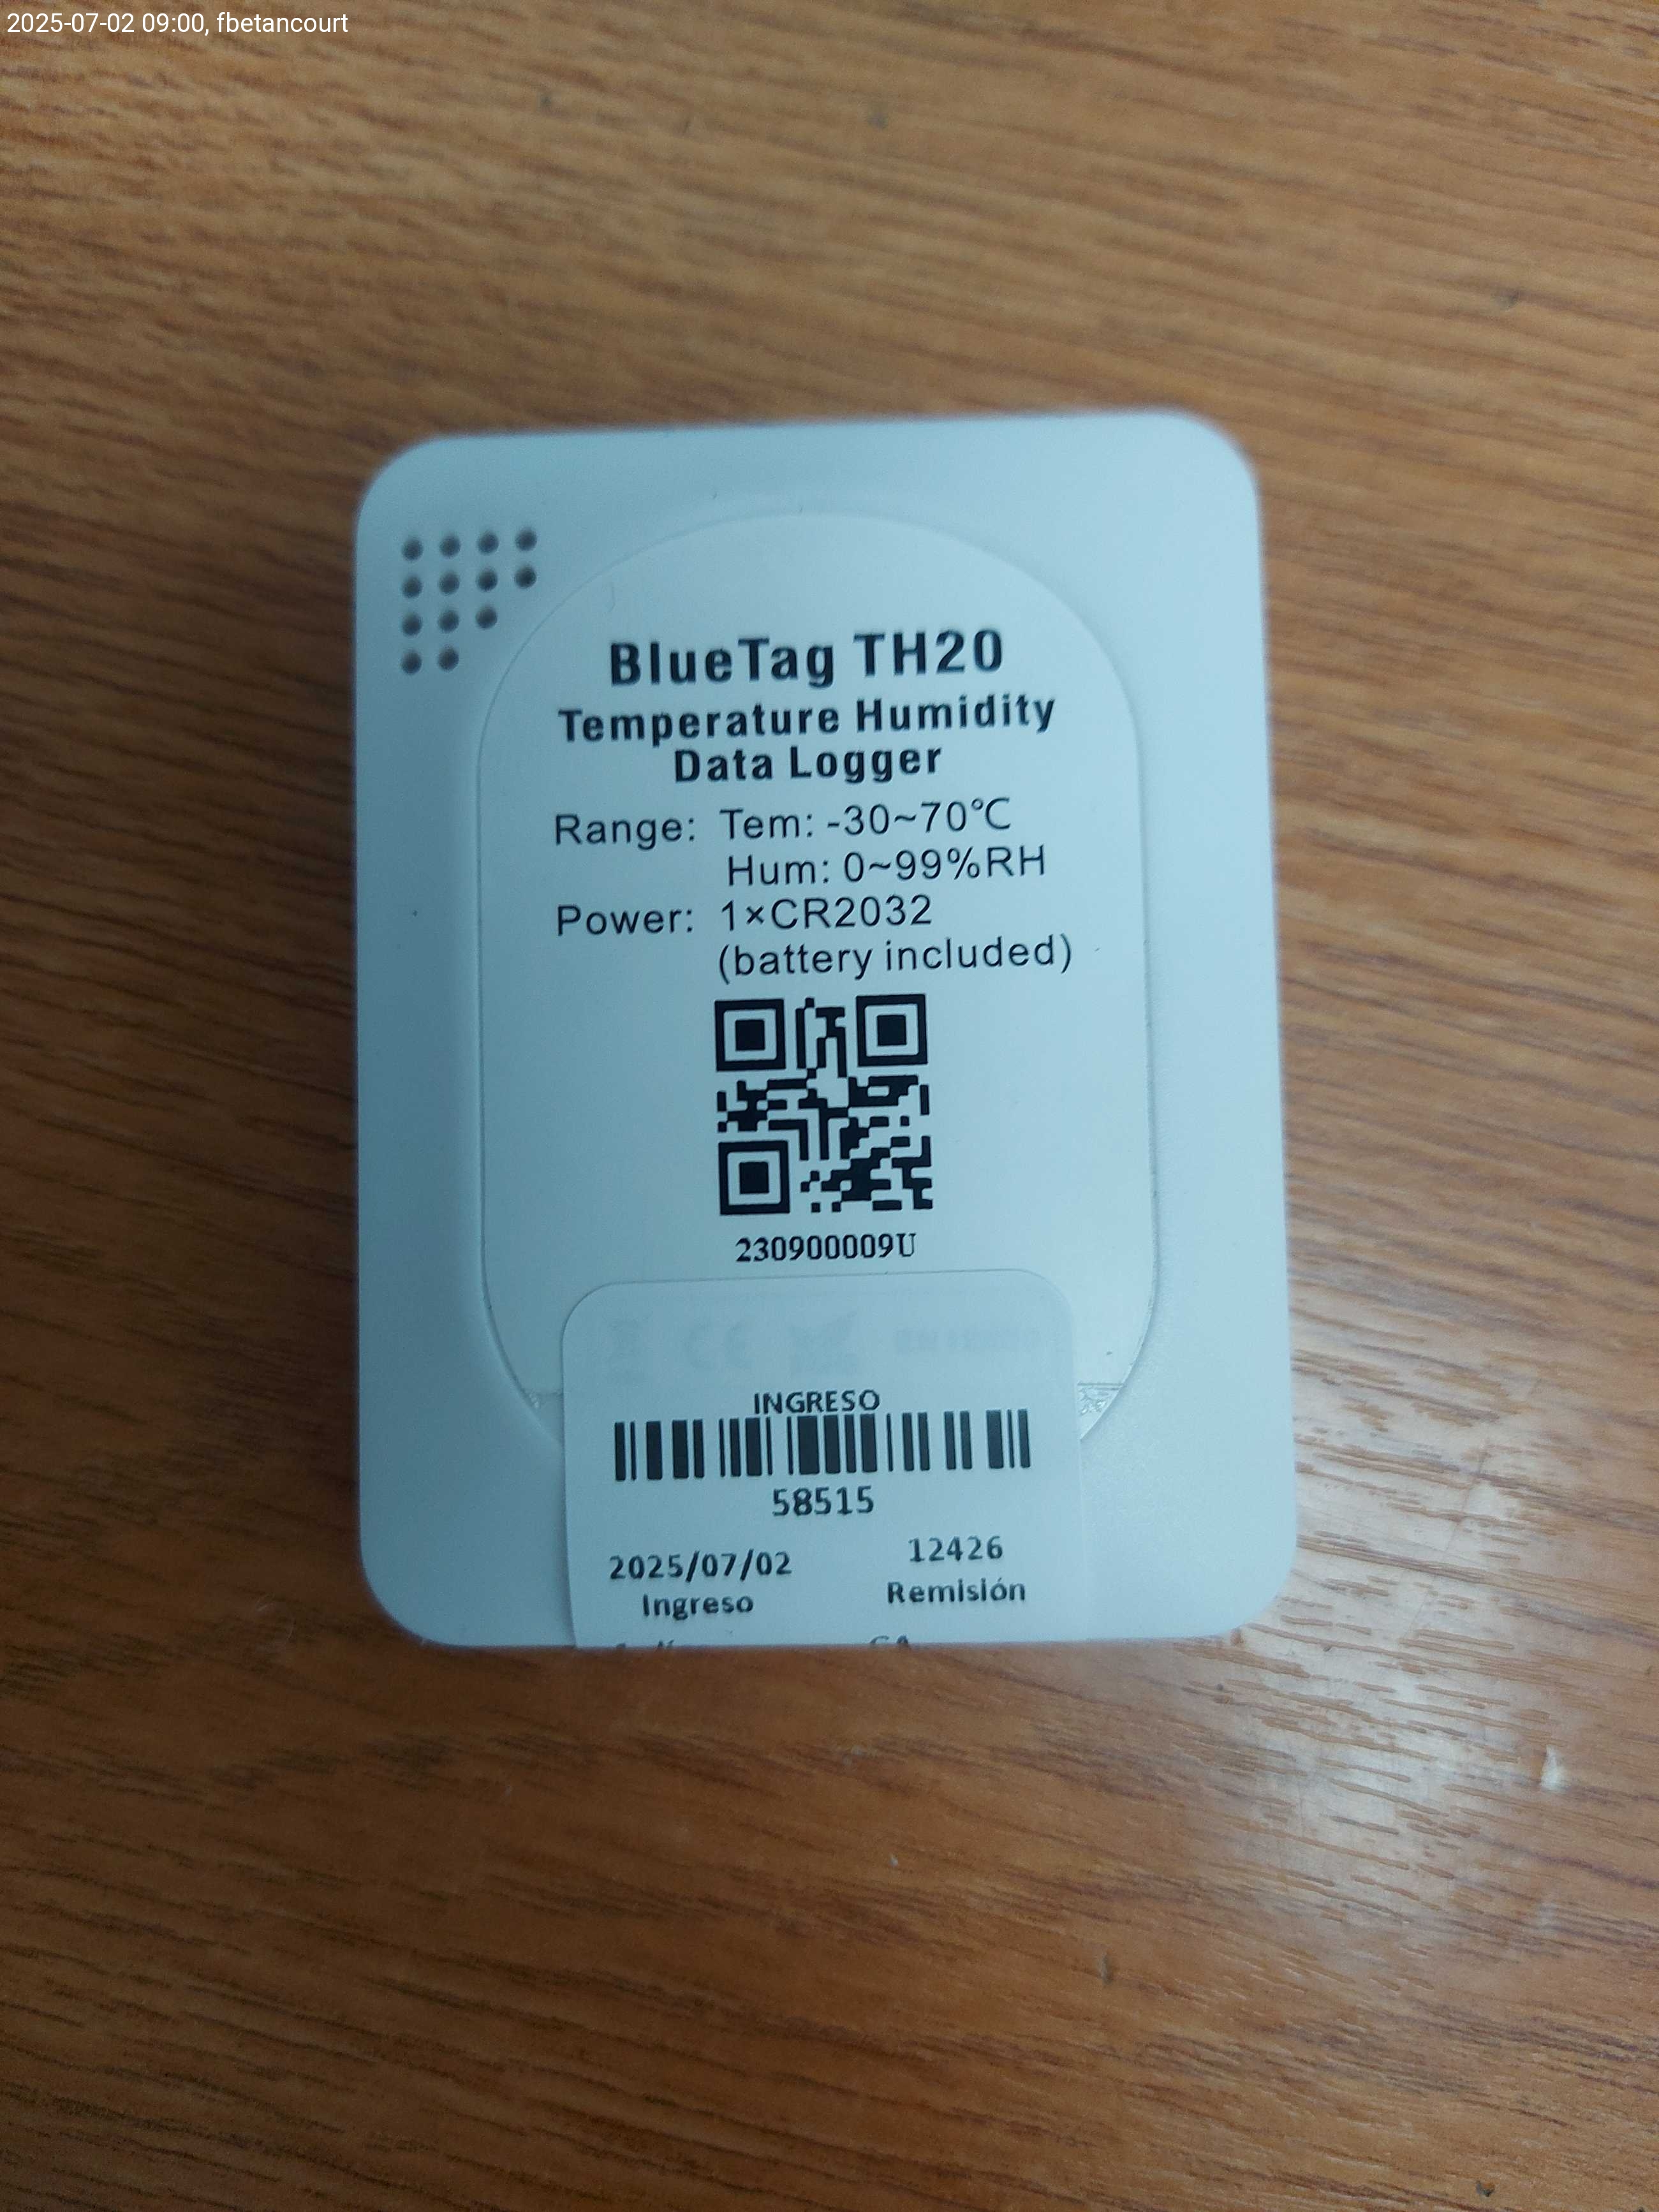 2025-07-02 09:00, fbetancourt
BlueTag TH20
Temperature Humidity
Data Logger
Range: Tem: -30~70℃
Hum: 0~99%RH
Power: 1×CR2032
(battery included)
230900009U
INGRESO
58515
2025/07/02 12426
Ingreso Remisión